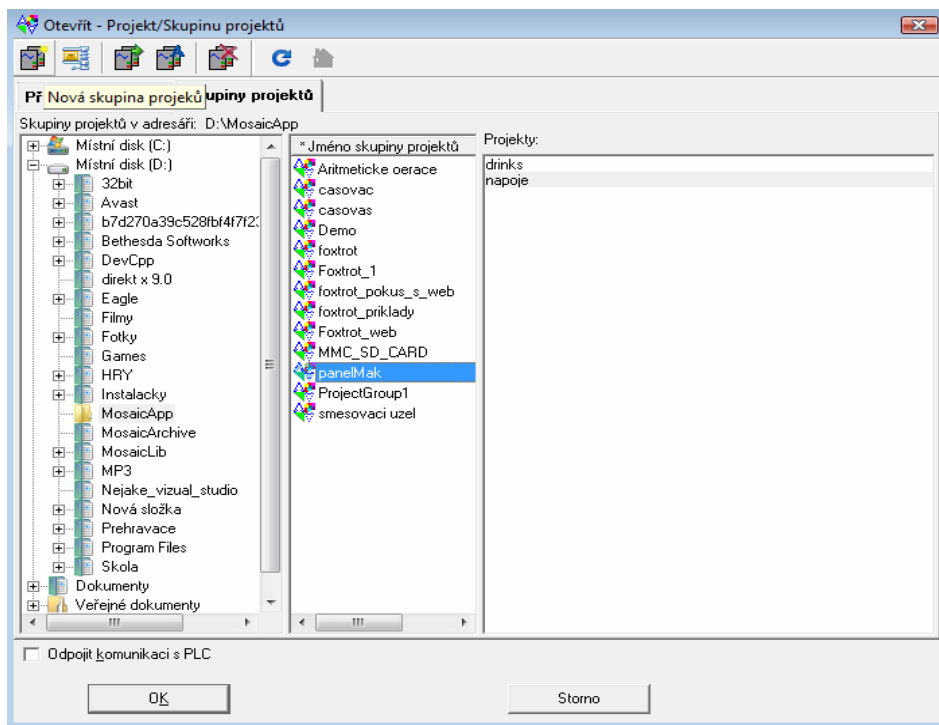 Otevřít - Projekt/Skupinu projektů
Př
upiny projektů
Nová skupina projeků
Skupiny projektů v adresáři: D:\MosaicApp
Místní disk (C:)
Místní disk (D:)
32bit
Avast
b7d270a39c528fbf4f7f23
Bethesda Softworks
DevCpp
direkt x 9.0
Eagle
Filmy
Fotky
Games
HRY
Instalacky
MosaicApp
MosaicArchive
MosaicLib
MP3
Nejake_vizual_studio
Nová složka
Prehravace
Program Files
Skola
Dokumenty
Veřejné dokumenty
* Jméno skupiny projektů
Aritmeticke oerace
casovac
casovas
Demo
foxtrot
Foxtrot_1
foxtrot_pokus_s_web
foxtrot_priklady
Foxtrot_web
MMC_SD_CARD
panelMak
ProjectGroup1
smesovaci uzel
Projekty:
drinks
napoje
Odpojit komunikaci s PLC
OK
Storno